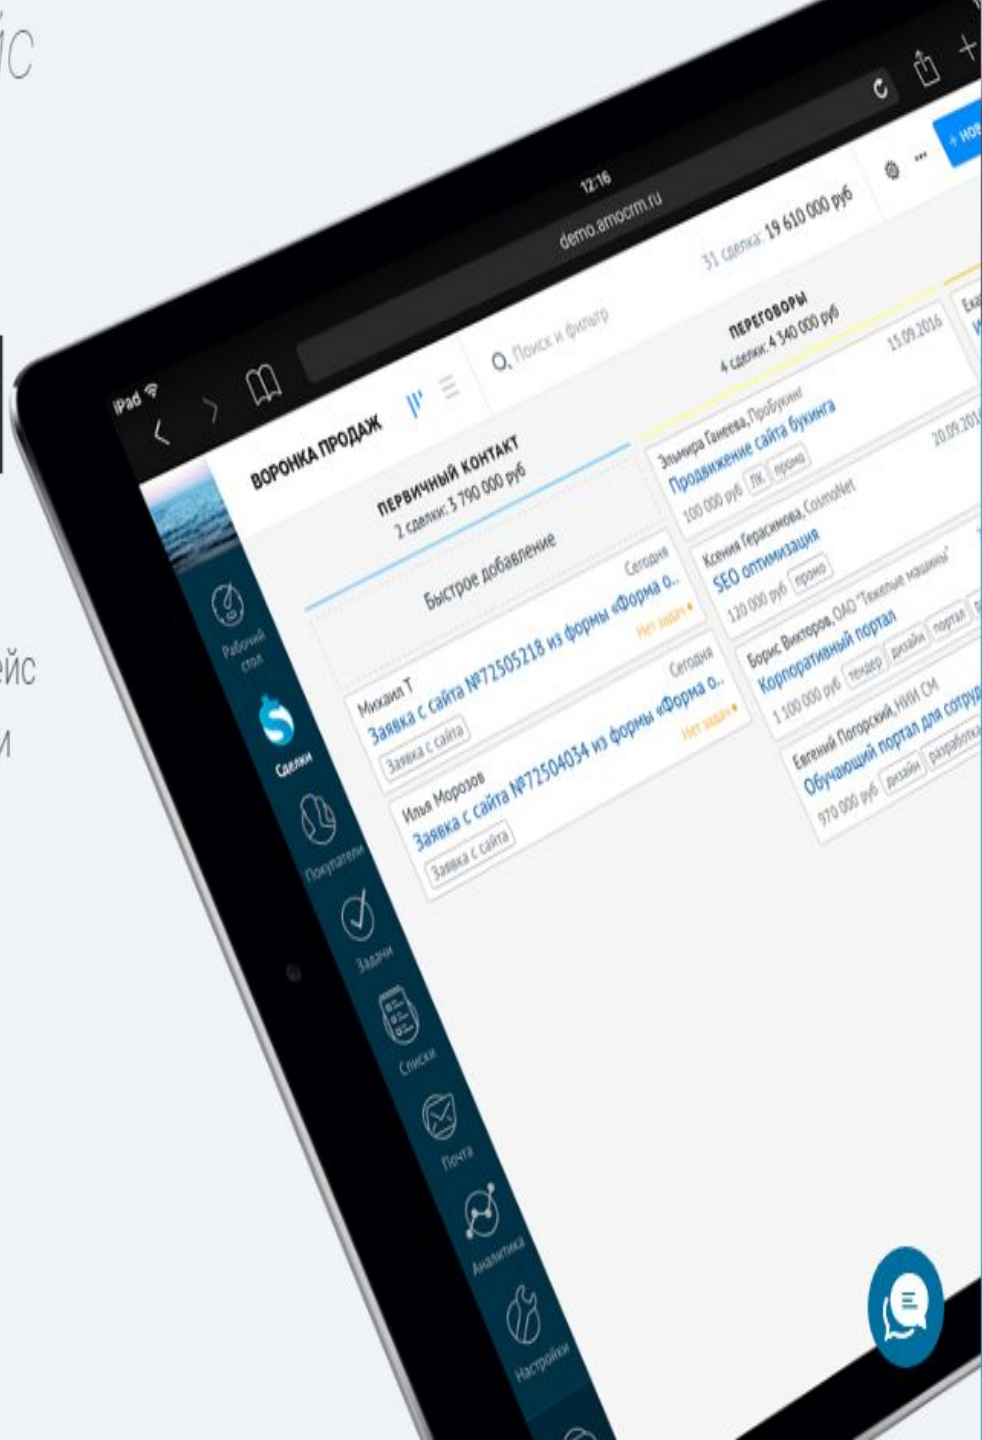 йс
ейс
и
iPad
12:16
demo.amocrm.ru
ВОРОНКА ПРОДАЖ
Поиск и фильтр
31 сделка: 19 610 000 руб
+ НОВ
Рабочий
стол
Сделки
Покупатели
Задачи
Списки
Почта
Аналитика
Настройки
ПЕРВИЧНЫЙ КОНТАКТ
2 сделки: 3 790 000 руб
Быстрое добавление
Михаил Т
Сегодня
Заявка с сайта №72505218 из формы «Форма о..
Заявка с сайта
Нет задач
Илья Морозов
Сегодня
Заявка с сайта №72504034 из формы «Форма о..
Заявка с сайта
Нет задач
ПЕРЕГОВОРЫ
4 сделки: 4 340 000 руб
Эльмира Ганеева, ПроБукинг
15.09.2016
Продвижение сайта букинга
100 000 руб ЛК промо
Ксения Герасимова, CosmoNet
20.09.201
SEO оптимизация
120 000 руб промо
Борис Викторов, ОАО "Тяжелые машины"
Корпоративный портал
1 100 000 руб тендер дизайн портал
Евгений Погорский, НИИ СМ
Обучающий портал для сотруд
970 000 руб дизайн разработка
Ека